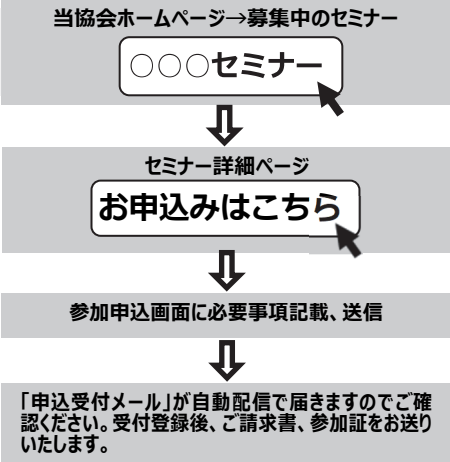 当協会ホームページ→募集中のセミナー
○○○セミナー
セミナー詳細ページ
お申込みはこちら
参加申込画面に必要事項記載、送信
「申込受付メール」が自動配信で届きますのでご確
認ください。受付登録後、ご請求書、参加証をお送り
いたします。